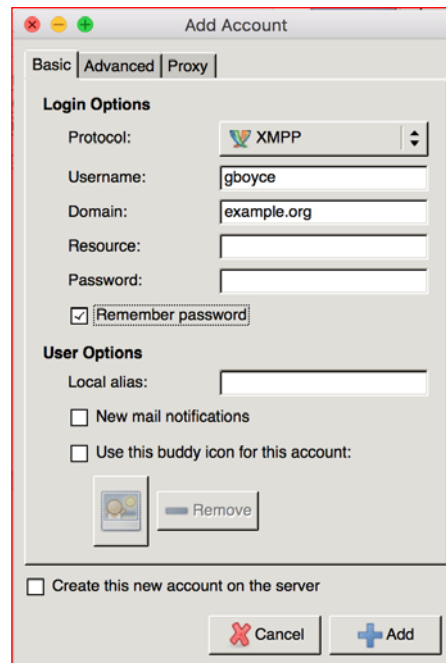 Add Account
Basic Advanced Proxy
Login Options
Protocol: XMPP
Username: gboyce
Domain: example.org
Resource:
Password:
Remember password
User Options
Local alias:
New mail notifications
Use this buddy icon for this account:
Remove
Create this new account on the server
Cancel Add